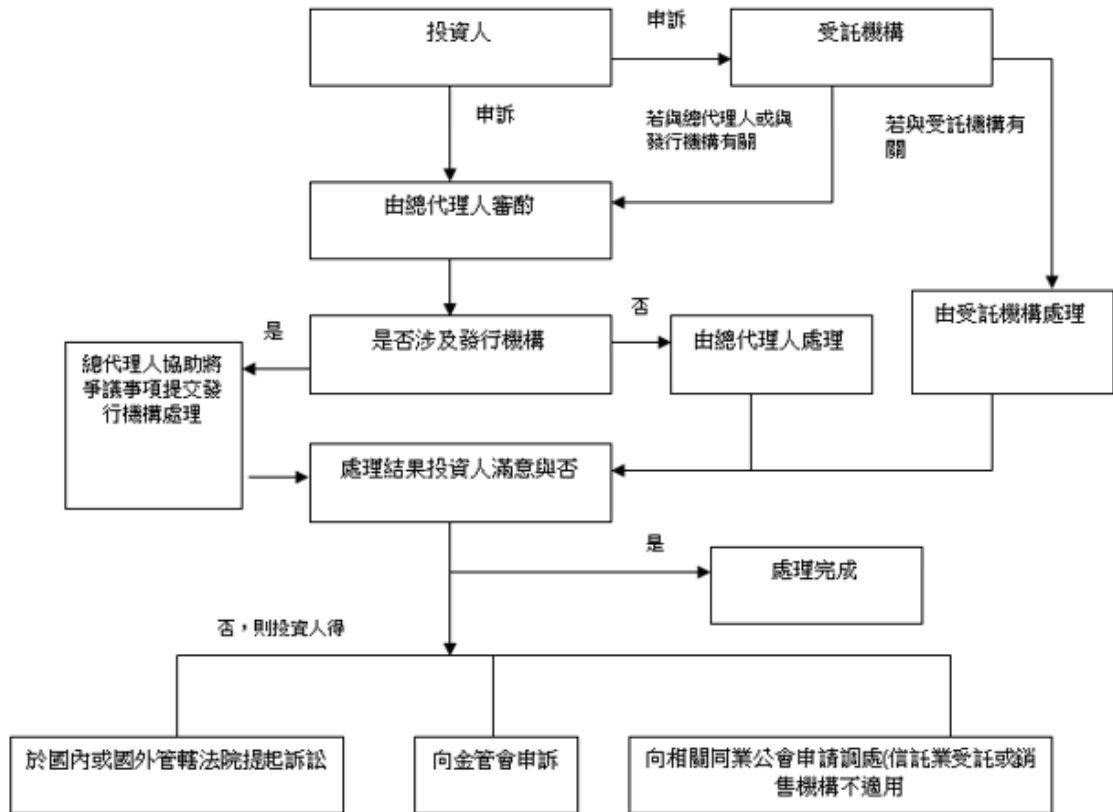 投資人
申訴
受託機構
申訴
若與總代理人或與
發行機構有關
若與受託機構有
關
由總代理人審酌
是
是否涉及發行機構
否
由總代理人處理
由受託機構處理
總代理人協助將
爭議事項提交發
行機構處理
處理結果投資人滿意與否
是
處理完成
否，則投資人得
於國內或國外管轄法院提起訴訟
向金管會申訴
向相關同業公會申請調處(信託業受託或銷
售機構不適用